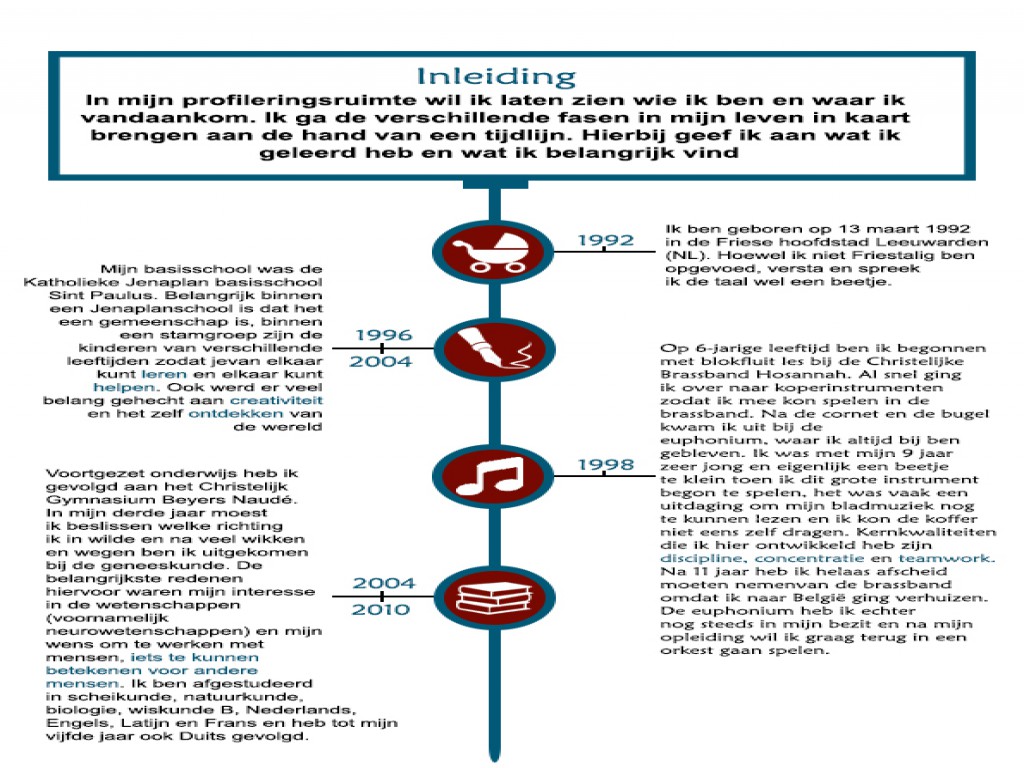 Inleiding
In mijn profileringsruimte wil ik laten zien wie ik ben en waar ik
vandaankom. Ik ga de verschillende fasen in mijn leven in kaart
brengen aan de hand van een tijdlijn. Hierbij geef ik aan wat ik
geleerd heb en wat ik belangrijk vind
1992
Ik ben geboren op 13 maart 1992
in de Friese hoofdstad Leeuwarden
(NL). Hoewel ik niet Friestalig ben
opgevoed, versta en spreek
ik de taal wel een beetje.
Mijn basisschool was de
Katholieke Jenaplan basisschool
Sint Paulus. Belangrijk binnen
een Jenaplanschool is dat het
een gemeenschap is, binnen
een stamgroep zijn de
kinderen van verschillende
leeftijden zodat jevan elkaar
kunt leren en elkaar kunt
helpen. Ook werd er veel
belang gehecht aan creativiteit
en het zelf ontdekken van
de wereld
1996
2004
1998
Op 6-jarige leeftijd ben ik begonnen
met blokfluit les bij de Christelijke
Brassband Hosannah. Al snel ging
ik over naar koperinstrumenten
zodat ik mee kon spelen in de
brassband. Na de cornet en de bugel
kwam ik uit bij de
euphonium, waar ik altijd bij ben
gebleven. Ik was met mijn 9 jaar
zeer jong en eigenlijk een beetje
te klein toen ik dit grote instrument
begon te spelen, het was vaak een
uitdaging om mijn bladmuziek nog
te kunnen lezen en ik kon de koffer
niet eens zelf dragen. Kernkwaliteiten
die ik hier ontwikkeld heb zijn
discipline, concentratie en teamwork.
Na 11 jaar heb ik helaas afscheid
moeten nemenvan de brassband
omdat ik naar België ging verhuizen.
De euphonium heb ik echter
nog steeds in mijn bezit en na mijn
opleiding wil ik graag terug in een
orkest gaan spelen.
Voortgezet onderwijs heb ik
gevolgd aan het Christelijk
Gymnasium Beyers Naudé.
In mijn derde jaar moest
ik beslissen welke richting
ik in wilde en na veel wikken
en wegen ben ik uitgekomen
bij de geneeskunde. De
belangrijkste redenen
hiervoor waren mijn interesse
in de wetenschappen
(voornamelijk
neurowetenschappen) en mijn
wens om te werken met
mensen, iets te kunnen
betekenen voor andere
mensen. Ik ben afgestudeerd
in scheikunde, natuurkunde,
biologie, wiskunde B, Nederlands,
Engels, Latijn en Frans en heb tot mijn
vijfde jaar ook Duits gevolgd.
2004
2010